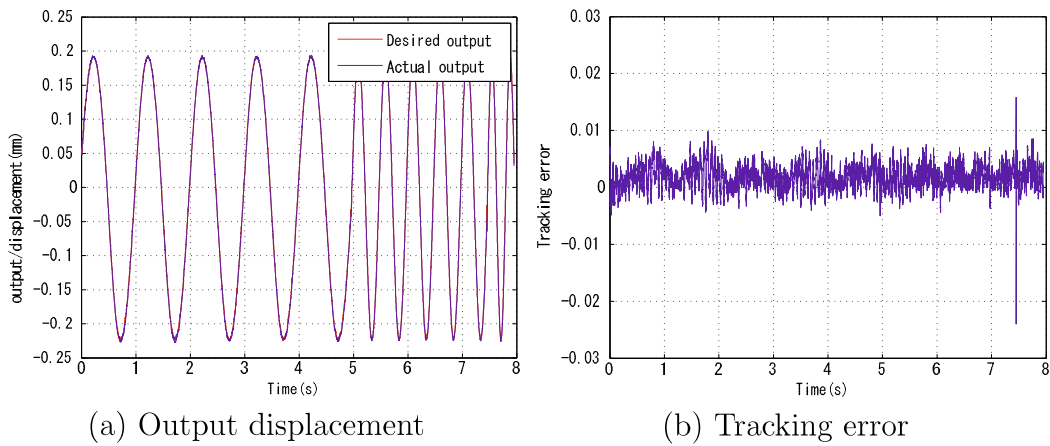 0.25
0.2
0.15
0.1
0.05
0
-0.05
-0.1
-0.15
-0.2
-0.25
output/displacament(mm)
Desired output
Actual output
0 1 2 3 4 5 6 7 8
Time(s)
(a) Output displacement
0.03
0.02
0.01
0
-0.01
-0.02
-0.03
Tracking error
0 1 2 3 4 5 6 7 8
Time(s)
(b) Tracking error